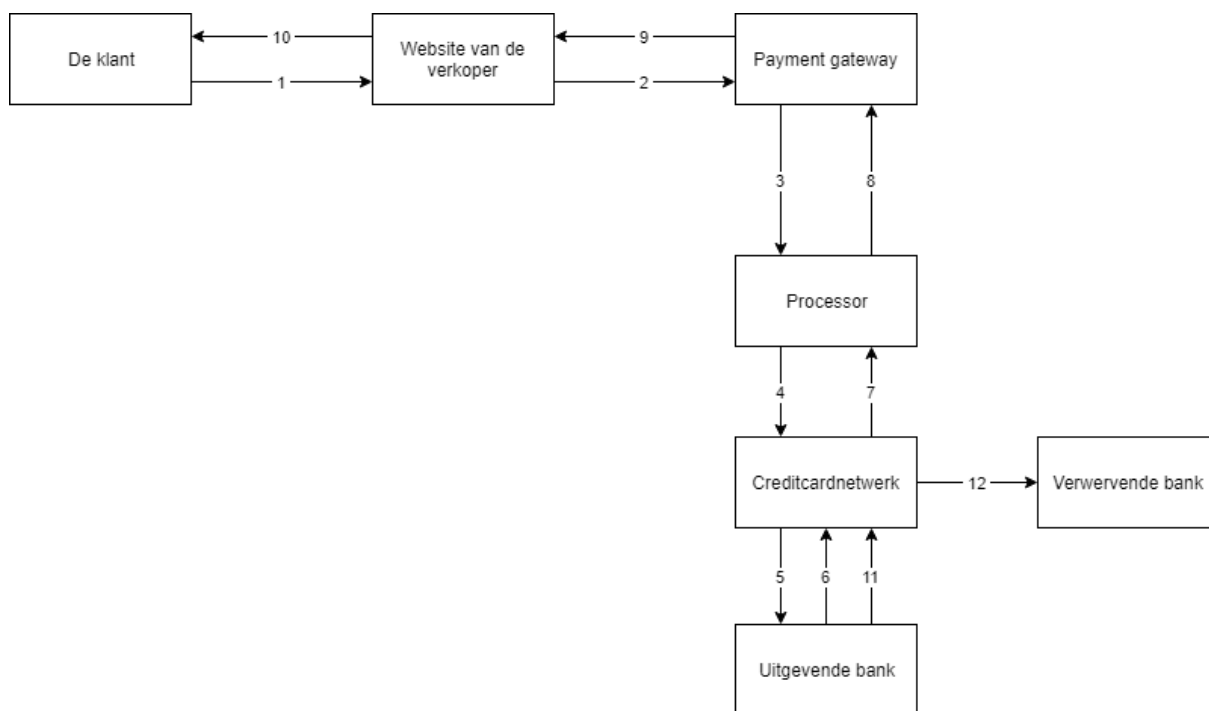 De klant
10
1
Website van de
verkoper
9
2
Payment gateway
3
8
Processor
4
7
Creditcardnetwerk
12
Verwervende bank
5
6
11
Uitgevende bank